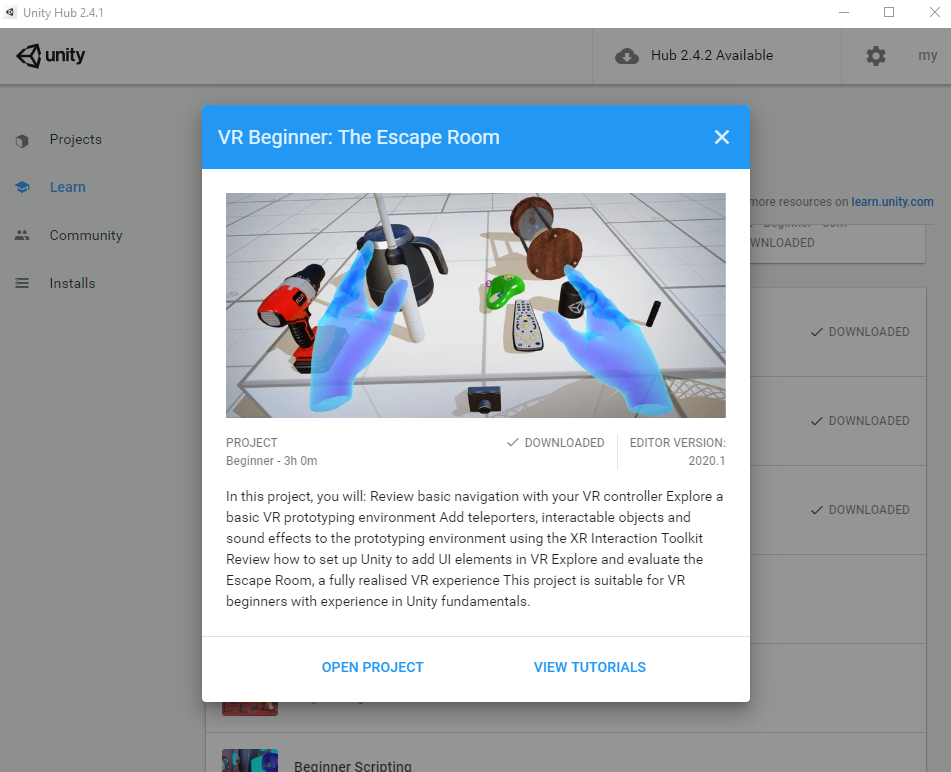 Unity Hub 2.4.1
unity
Hub 2.4.2 Available
my
Projects
Learn
Community
Installs
more resources on learn.unity.com
DOWNLOADED
DOWNLOADED
DOWNLOADED
VR Beginner: The Escape Room
PROJECT
Beginner - 3h 0m
DOWNLOADED
EDITOR VERSION:
2020.1
In this project, you will: Review basic navigation with your VR controller Explore a
basic VR prototyping environment Add teleporters, interactable objects and
sound effects to the prototyping environment using the XR Interaction Toolkit
Review how to set up Unity to add UI elements in VR Explore and evaluate the
Escape Room, a fully realised VR experience This project is suitable for VR
beginners with experience in Unity fundamentals.
OPEN PROJECT
VIEW TUTORIALS
Beginner Scripting